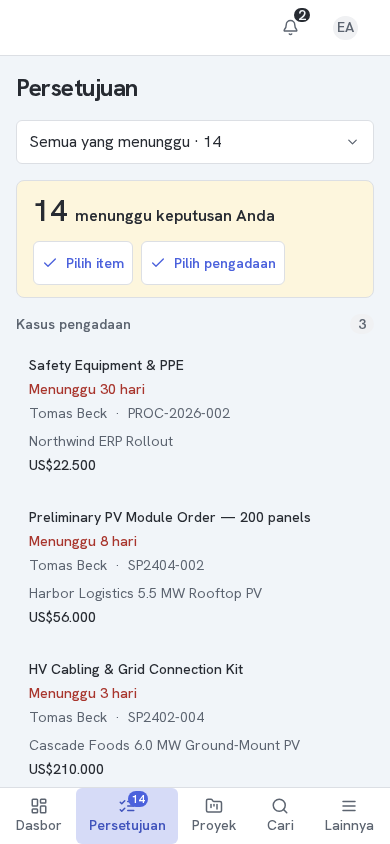 2
EA
Persetujuan
Semua yang menunggu · 14
14 menunggu keputusan Anda
Pilih item
Pilih pengadaan
Kasus pengadaan
3
Safety Equipment & PPE
Menunggu 30 hari
Tomas Beck · PROC-2026-002
Northwind ERP Rollout
US$22.500
Preliminary PV Module Order — 200 panels
Menunggu 8 hari
Tomas Beck · SP2404-002
Harbor Logistics 5.5 MW Rooftop PV
US$56.000
HV Cabling & Grid Connection Kit
Menunggu 3 hari
Tomas Beck · SP2402-004
Cascade Foods 6.0 MW Ground-Mount PV
US$210.000
14
Dasbor
Persetujuan
Proyek
Cari
Lainnya